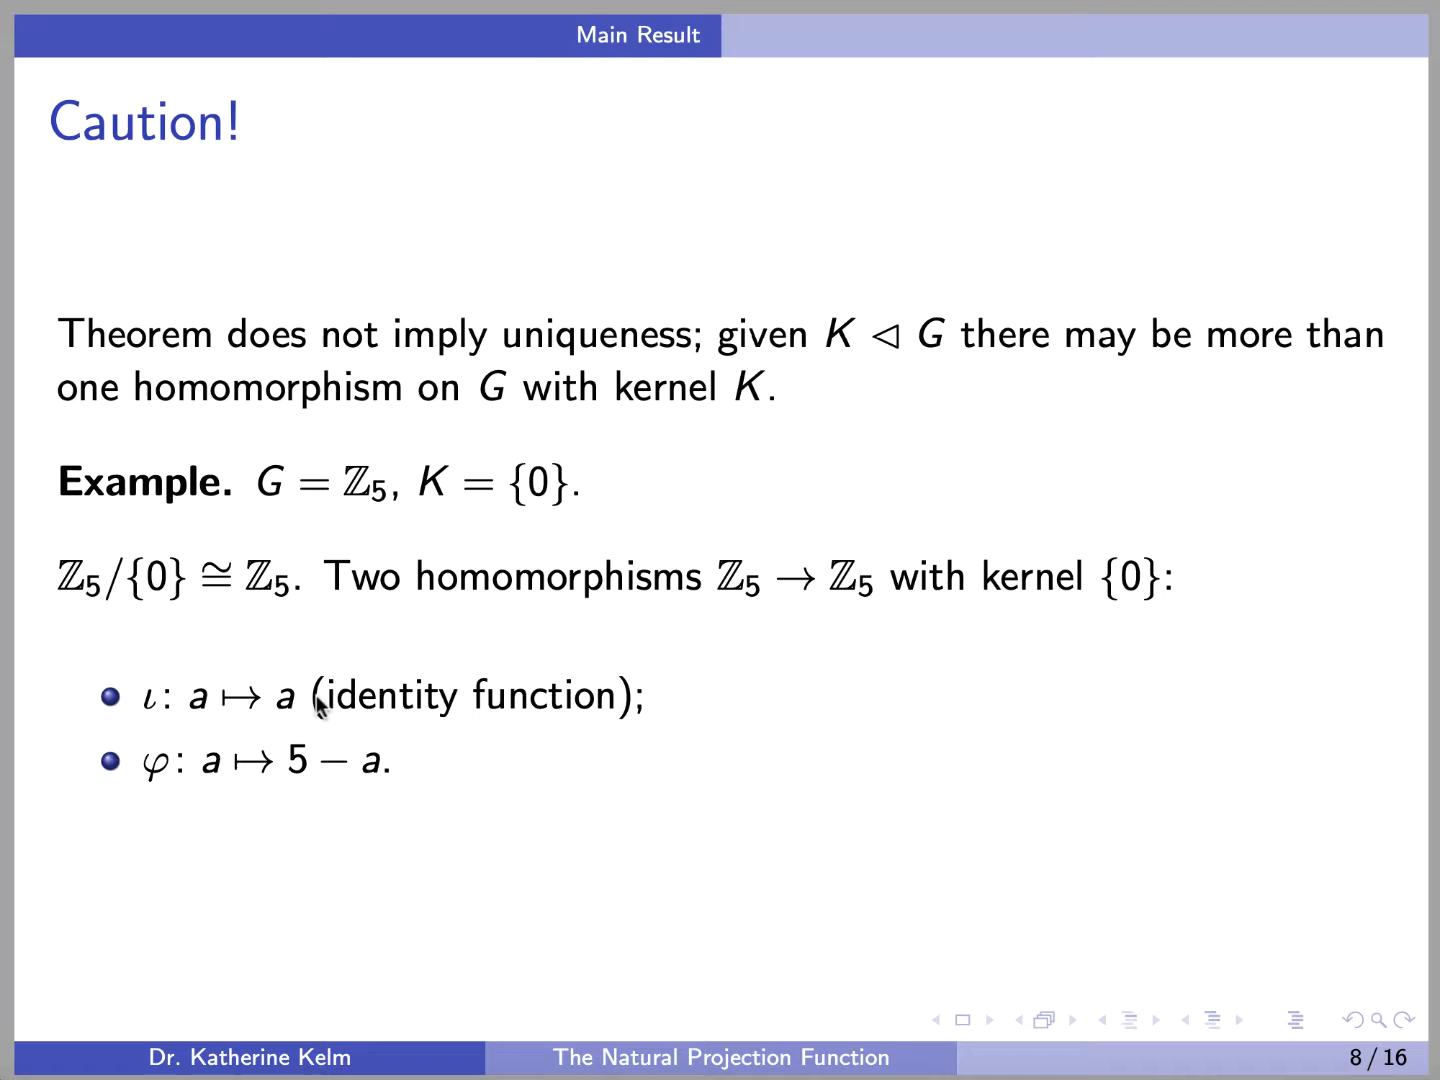 Main Result
Caution!
Theorem does not imply uniqueness; given K ◁ G there may be more than
one homomorphism on G with kernel K.
Example. G = ℤ₅, K = {0}.
ℤ₅/{0} ≅ ℤ₅. Two homomorphisms ℤ₅ → ℤ₅ with kernel {0}:
ι: a ↦ a (identity function);
φ: a ↦ 5 − a.
Dr. Katherine Kelm The Natural Projection Function 8 / 16